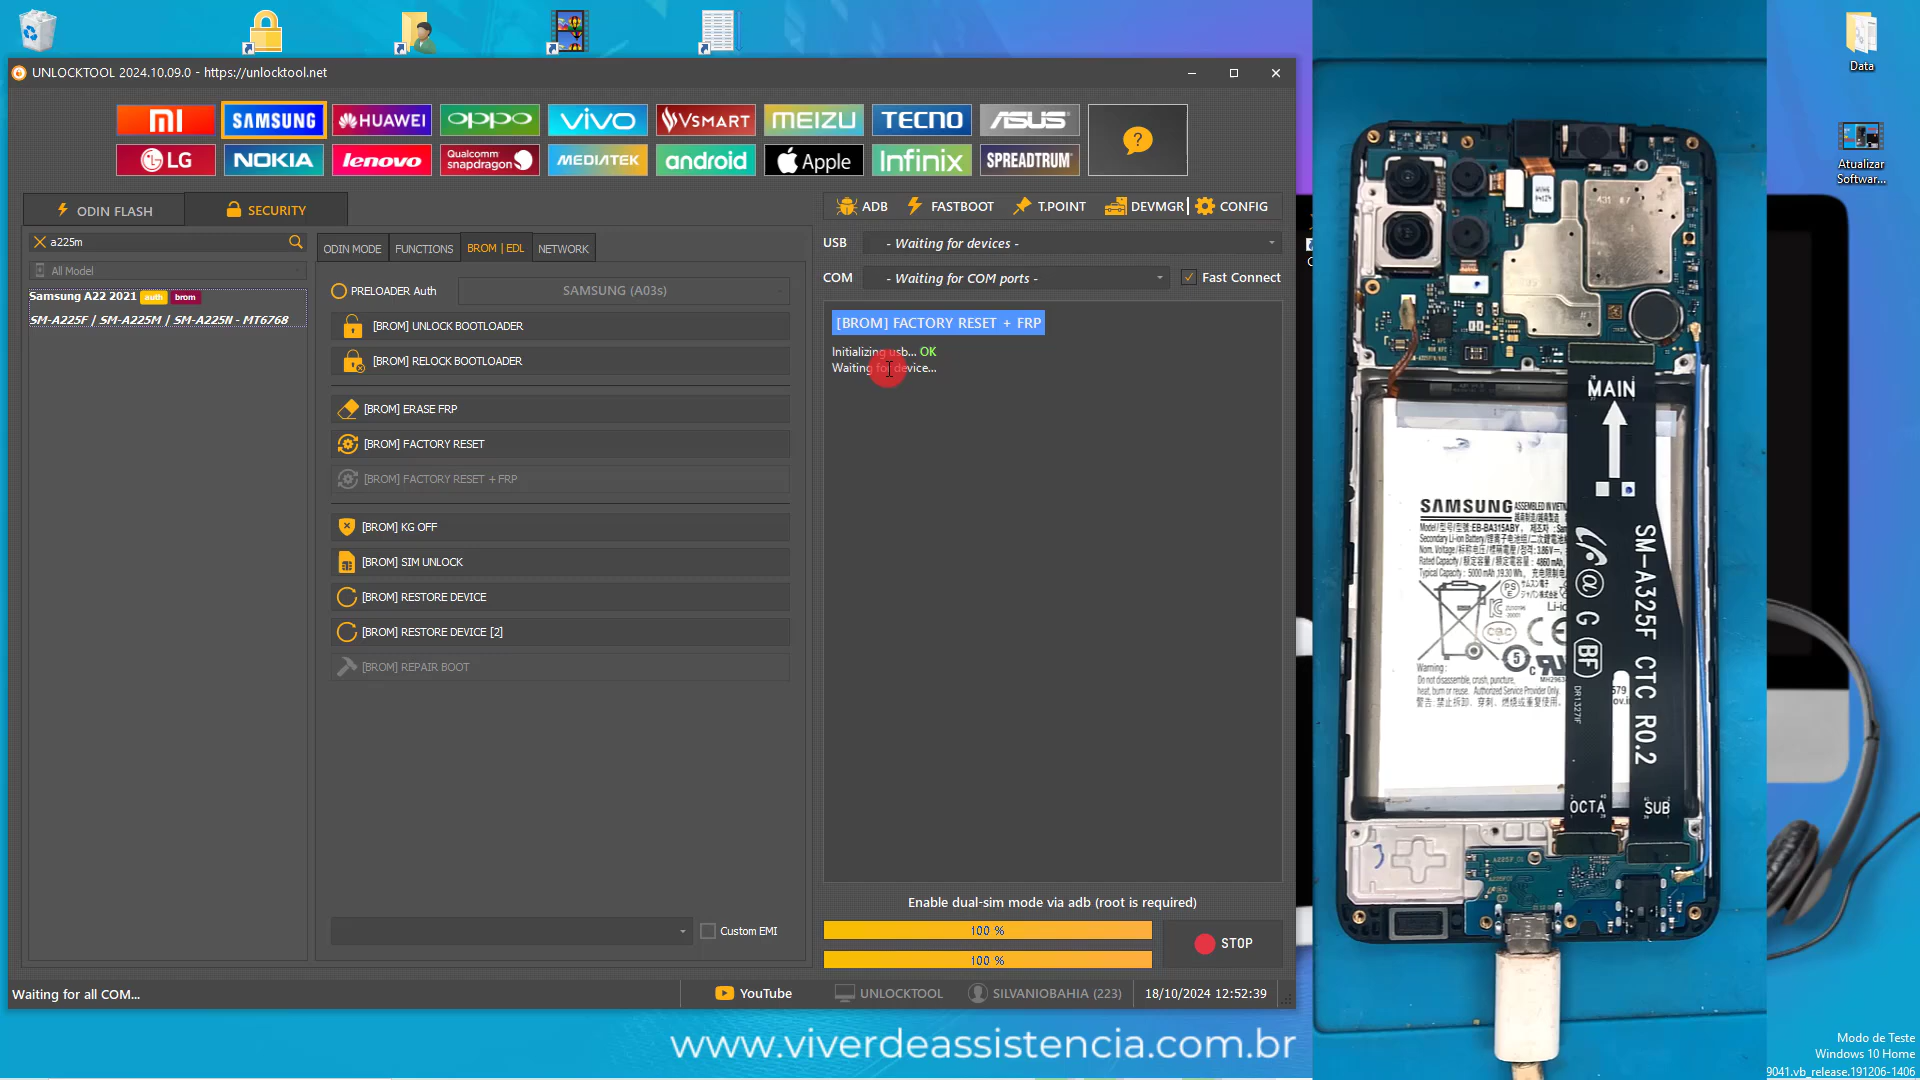 UNLOCKTOOL 2024.10.09.0 - https://unlocktool.net
mi
SAMSUNG
HUAWEI
oppo
vivo
VSMART
MEIZU
TECNO
ASUS
?
LG
NOKIA
lenovo
Qualcomm snapdragon
MEDIATEK
android
Apple
Infinix
SPREADTRUM
ODIN FLASH
SECURITY
a225m
All Model
Samsung A22 2021 auth brom
SM-A225F / SM-A225M / SM-A225N - MT6768
ODIN MODE
FUNCTIONS
BROM | EDL
NETWORK
PRELOADER Auth
SAMSUNG (A03s)
[BROM] UNLOCK BOOTLOADER
[BROM] RELOCK BOOTLOADER
[BROM] ERASE FRP
[BROM] FACTORY RESET
[BROM] FACTORY RESET + FRP
[BROM] KG OFF
[BROM] SIM UNLOCK
[BROM] RESTORE DEVICE
[BROM] RESTORE DEVICE [2]
[BROM] REPAIR BOOT
Custom EMI
ADB
FASTBOOT
T.POINT
DEVMGR
CONFIG
USB
- Waiting for devices -
COM
- Waiting for COM ports -
Fast Connect
[BROM] FACTORY RESET + FRP
Initializing usb... OK
Waiting for device...
Enable dual-sim mode via adb (root is required)
100 %
100 %
STOP
Waiting for all COM...
YouTube
UNLOCKTOOL
SILVANIOBAHIA (223)
18/10/2024 12:52:39
www.viverdeassistencia.com.br
Data
Atualizar
Softwar...
Modo de Teste
Windows 10 Home
9041.vb_release.191206-1406
MAIN
SAMSUNG
SM-A325F CTC R0.2
G
BF
DR1327IF
OCTA
SUB
3